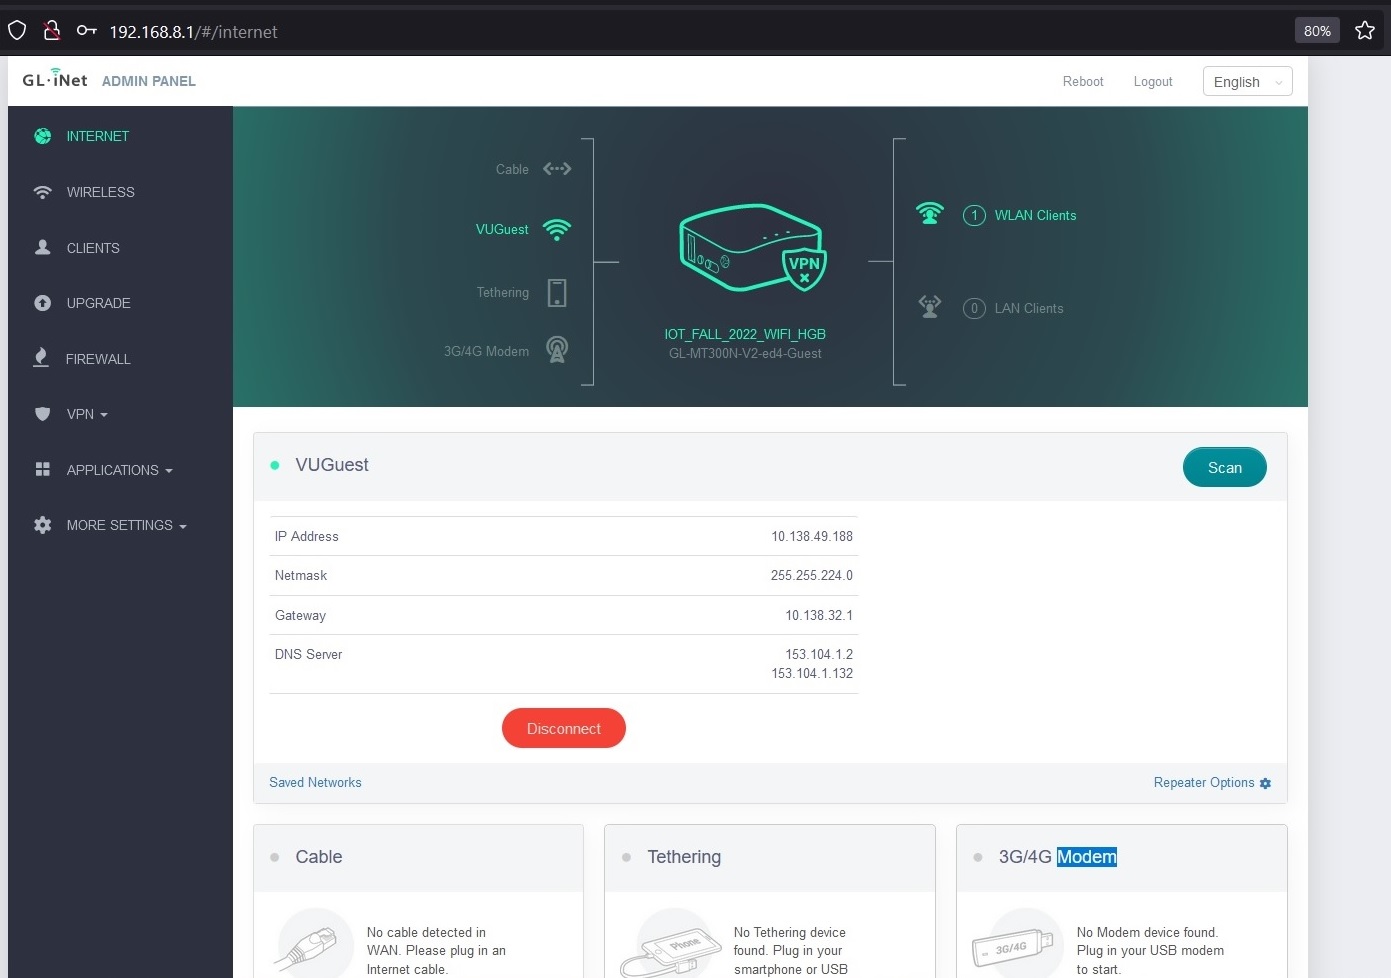 192.168.8.1/#/internet
80%
GL·iNet ADMIN PANEL
Reboot
Logout
English
INTERNET
WIRELESS
CLIENTS
UPGRADE
FIREWALL
VPN
APPLICATIONS
MORE SETTINGS
Cable
VUGuest
Tethering
3G/4G Modem
VPN
IOT_FALL_2022_WIFI_HGB
GL-MT300N-V2-ed4-Guest
1 WLAN Clients
0 LAN Clients
VUGuest
Scan
IP Address 10.138.49.188
Netmask 255.255.224.0
Gateway 10.138.32.1
DNS Server 153.104.1.2
153.104.1.132
Disconnect
Saved Networks
Repeater Options
Cable
No cable detected in
WAN. Please plug in an
Internet cable.
Tethering
Phone
No Tethering device
found. Plug in your
smartphone or USB
3G/4G Modem
3G/4G
No Modem device found.
Plug in your USB modem
to start.